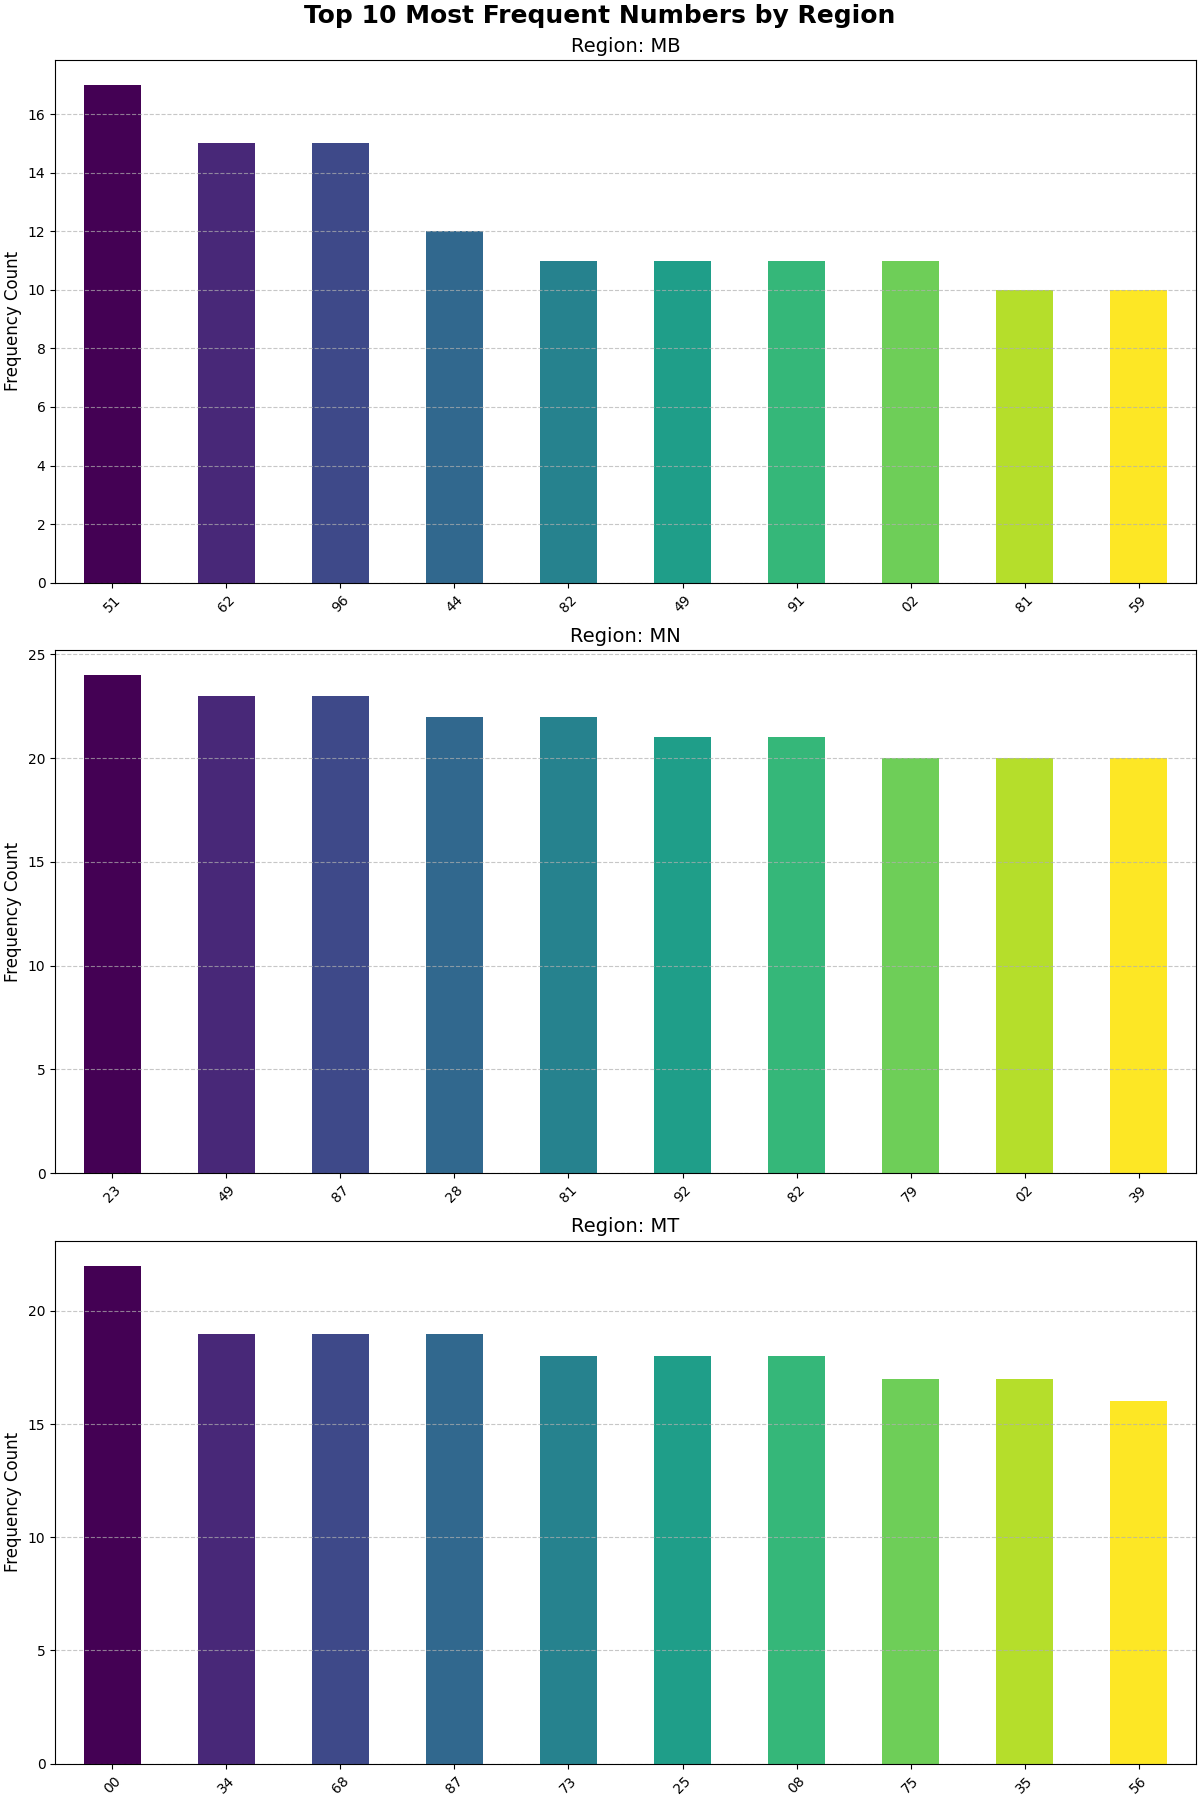 Top 10 Most Frequent Numbers by Region
Region: MB
Frequency Count
16
14
12
10
8
6
4
2
0
51 62 96 44 82 49 91 02 81 59
Region: MN
Frequency Count
25
20
15
10
5
0
23 49 87 28 81 92 82 79 02 39
Region: MT
Frequency Count
20
15
10
5
0
00 34 68 87 73 25 08 75 35 56